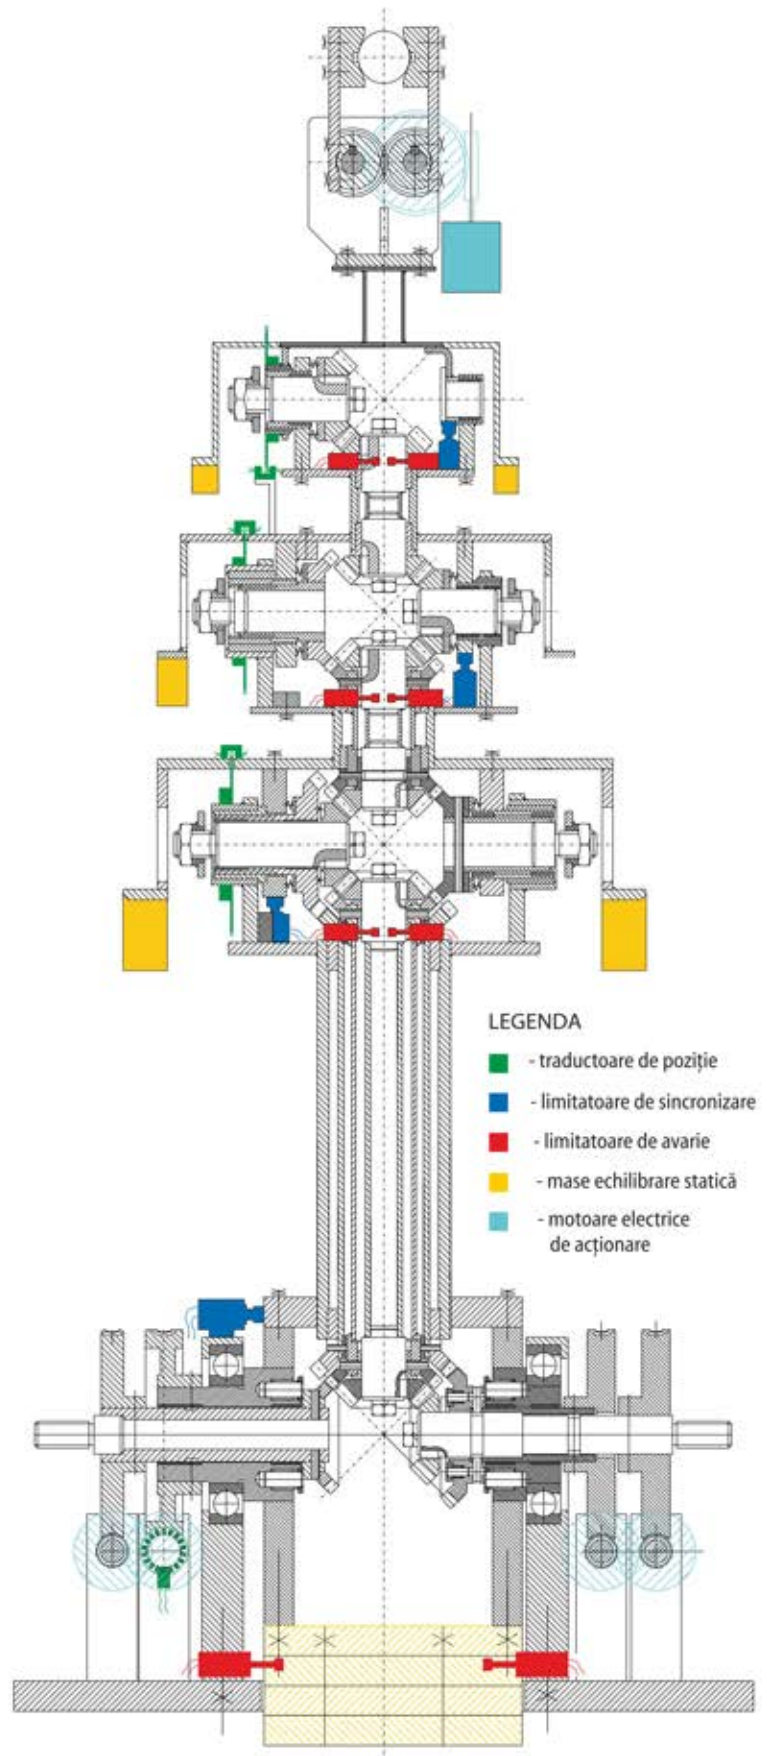 LEGENDA
- traductoare de poziție
- limitatoare de sincronizare
- limitatoare de avarie
- mase echilibrare statică
- motoare electrice
de acționare